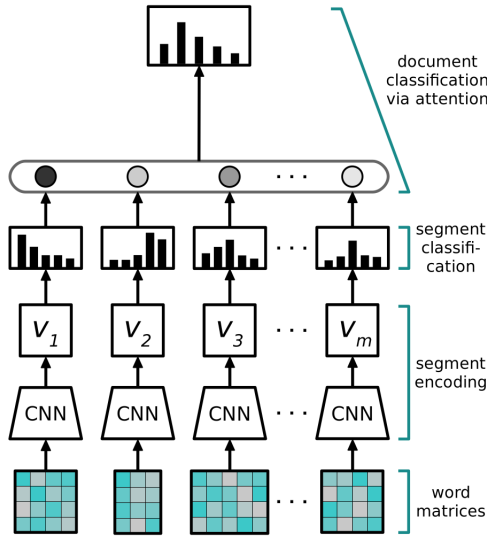 document
classification
via attention
· · ·
segment
classifi-
cation
· · ·
v1 v2 v3 · · · vm
segment
encoding
CNN CNN CNN · · · CNN
word
matrices
· · ·